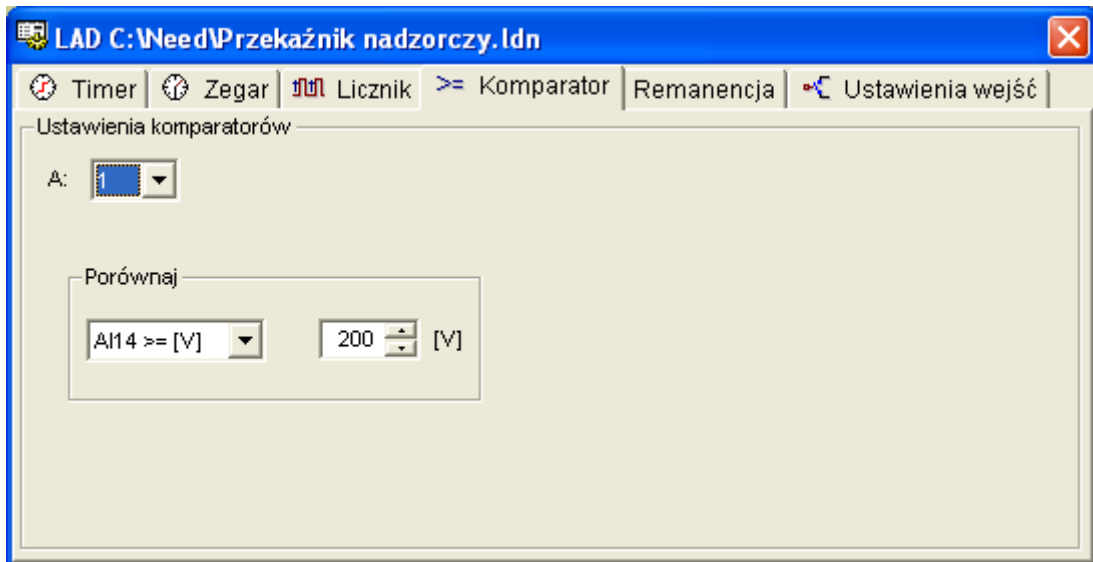 LAD C:\Need\Przekaźnik nadzorczy.ldn
Timer Zegar Licznik >= Komparator Remanencja Ustawienia wejść
Ustawienia komparatorów
A: 1
Porównaj
AI14 >= [V] 200 [V]